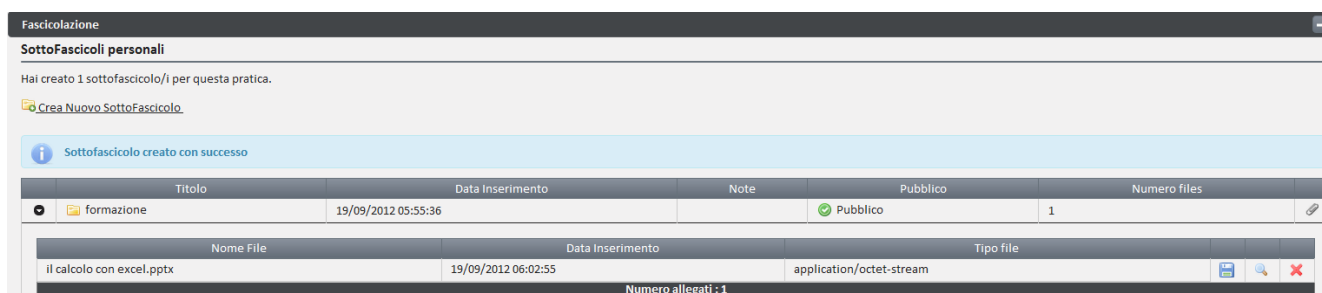 Fascicolazione
SottoFascicoli personali
Hai creato 1 sottofascicolo/i per questa pratica.
Crea Nuovo SottoFascicolo
Sottofascicolo creato con successo
Titolo Data Inserimento Note Pubblico Numero files
formazione 19/09/2012 05:55:36 Pubblico 1
Nome File Data Inserimento Tipo file
il calcolo con excel.pptx 19/09/2012 06:02:55 application/octet-stream
Numero allegati : 1